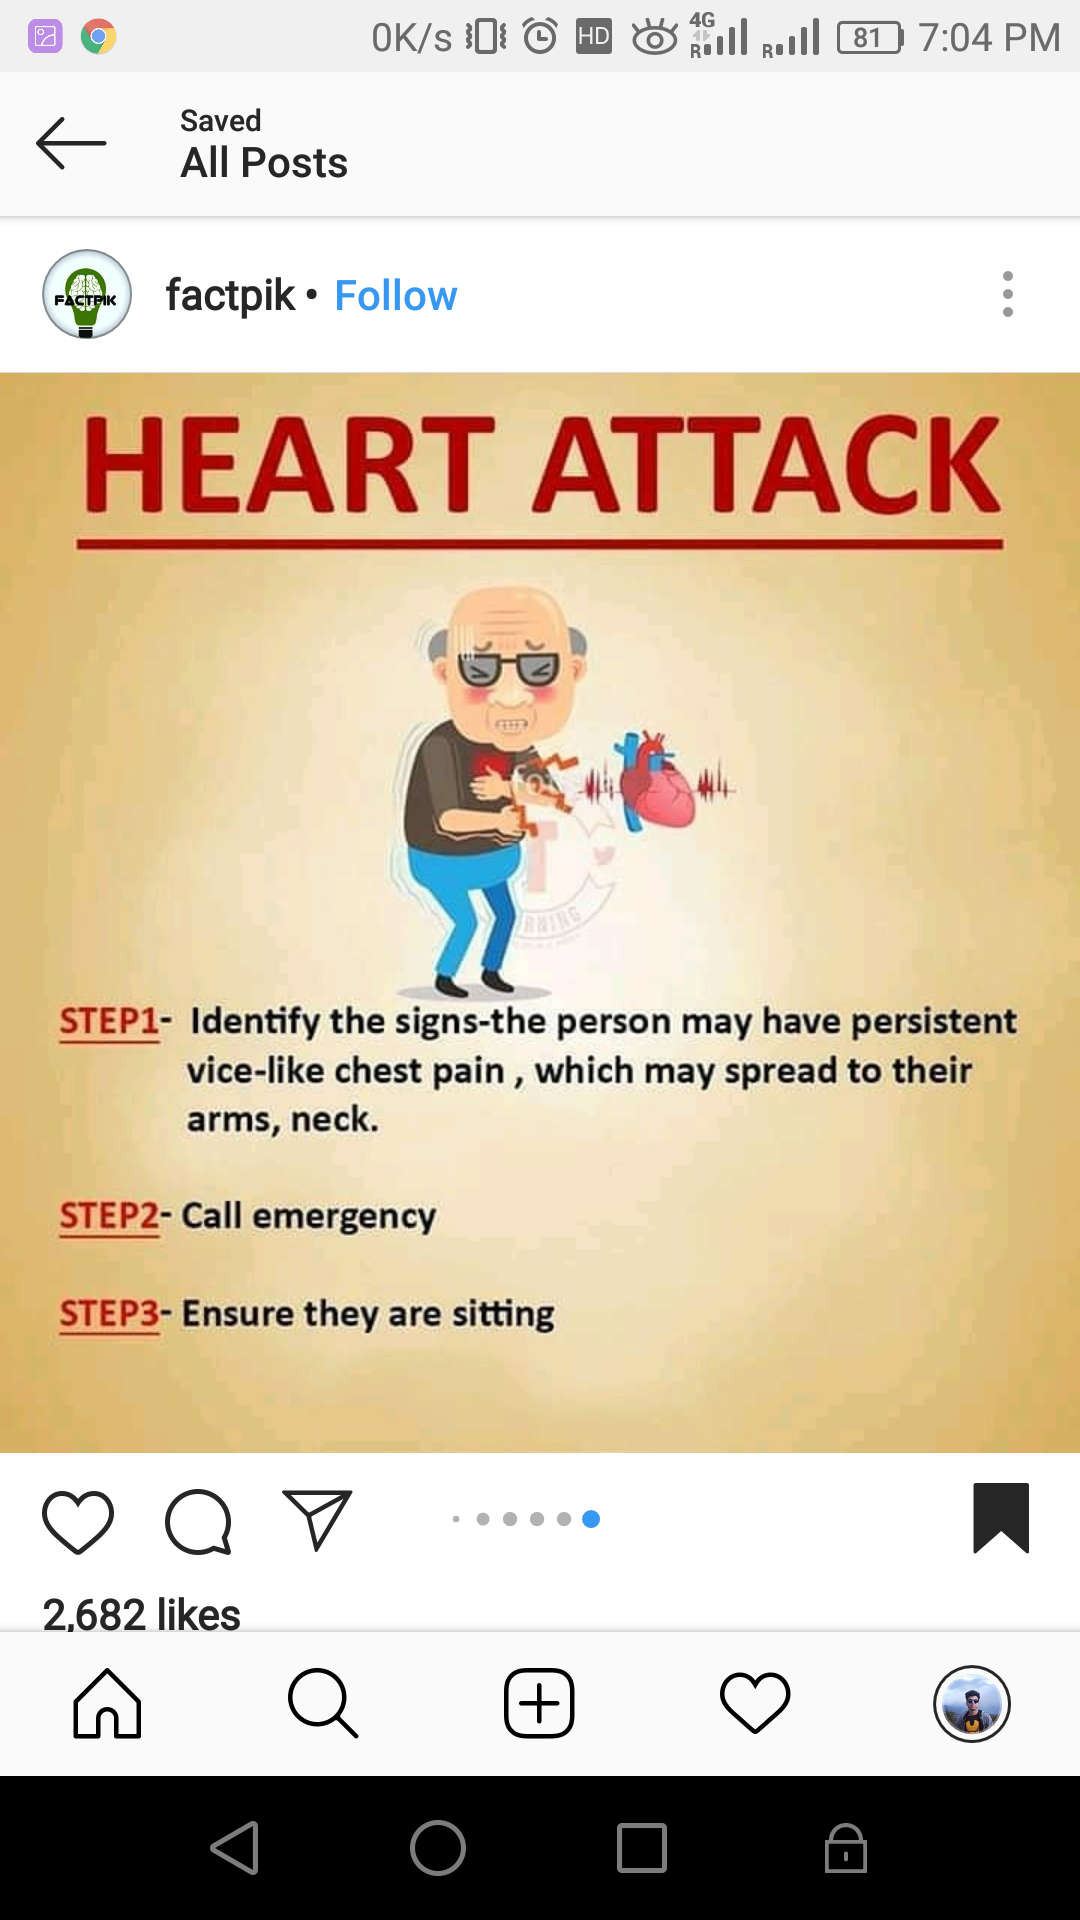 0K/s HD 4G R R 81 7:04 PM
Saved
All Posts
FACTPIK
factpik • Follow
HEART ATTACK
STEP1- Identify the signs-the person may have persistent
vice-like chest pain , which may spread to their
arms, neck.
STEP2- Call emergency
STEP3- Ensure they are sitting
2,682 likes